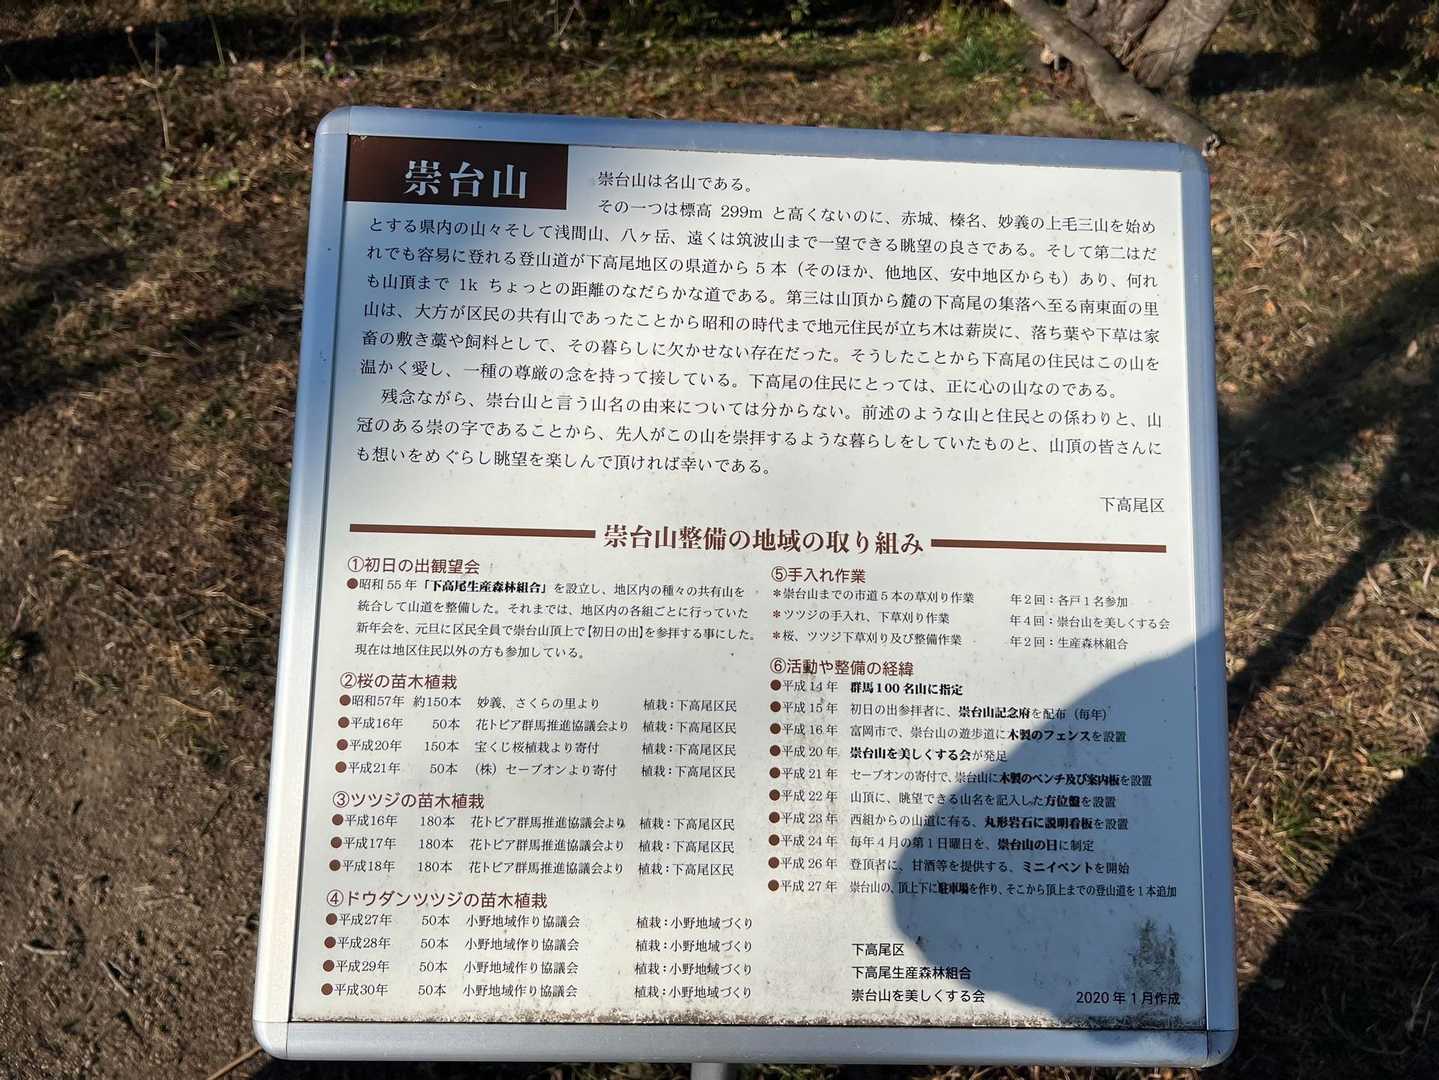 崇台山
崇台山は名山である。
その一つは標高 299m と高くないのに、赤城、榛名、妙義の上毛三山を始め
とする県内の山々そして浅間山、八ヶ岳、遠くは筑波山まで一望できる眺望の良さである。そして第二はだ
れでも容易に登れる登山道が下高尾地区の県道から５本（そのほか、他地区、安中地区からも）あり、何れ
も山頂まで 1k ちょっとの距離のなだらかな道である。第三は山頂から麓の下高尾の集落へ至る南東面の里
山は、大方が区民の共有山であったことから昭和の時代まで地元住民が立ち木は薪炭に、落ち葉や下草は家
畜の敷き藁や飼料として、その暮らしに欠かせない存在だった。そうしたことから下高尾の住民はこの山を
温かく愛し、一種の尊厳の念を持って接している。下高尾の住民にとっては、正に心の山なのである。
残念ながら、崇台山と言う山名の由来については分からない。前述のような山と住民との係わりと、山
冠のある崇の字であることから、先人がこの山を崇拝するような暮らしをしていたものと、山頂の皆さんに
も想いをめぐらし眺望を楽しんで頂ければ幸いである。
下高尾区
崇台山整備の地域の取り組み
①初日の出観望会
●昭和 55 年「下高尾生産森林組合」を設立し、地区内の種々の共有山を
統合して山道を整備した。それまでは、地区内の各組ごとに行っていた
新年会を、元旦に区民全員で崇台山頂上で【初日の出】を参拝する事にした。
現在は地区住民以外の方も参加している。
②桜の苗木植栽
●昭和57年 約150本 妙義、さくらの里より 植栽：下高尾区民
●平成16年 50本 花トピア群馬推進協議会より 植栽：下高尾区民
●平成20年 150本 宝くじ桜植栽より寄付 植栽：下高尾区民
●平成21年 50本 （株）セーブオンより寄付 植栽：下高尾区民
③ツツジの苗木植栽
●平成16年 180本 花トピア群馬推進協議会より 植栽：下高尾区民
●平成17年 180本 花トピア群馬推進協議会より 植栽：下高尾区民
●平成18年 180本 花トピア群馬推進協議会より 植栽：下高尾区民
④ドウダンツツジの苗木植栽
●平成27年 50本 小野地域作り協議会 植栽：小野地域づくり
●平成28年 50本 小野地域作り協議会 植栽：小野地域づくり
●平成29年 50本 小野地域作り協議会 植栽：小野地域づくり
●平成30年 50本 小野地域作り協議会 植栽：小野地域づくり
⑤手入れ作業
＊崇台山までの市道５本の草刈り作業 年２回：各戸１名参加
＊ツツジの手入れ、下草刈り作業 年４回：崇台山を美しくする会
＊桜、ツツジ下草刈り及び整備作業 年２回：生産森林組合
⑥活動や整備の経緯
●平成 14 年 群馬 100 名山に指定
●平成 15 年 初日の出参拝者に、崇台山記念府を配布（毎年）
●平成 16 年 富岡市で、崇台山の遊歩道に木製のフェンスを設置
●平成 20 年 崇台山を美しくする会が発足
●平成 21 年 セーブオンの寄付で、崇台山に木製のベンチ及び案内板を設置
●平成 22 年 山頂に、眺望できる山名を記入した方位盤を設置
●平成 23 年 西組からの山道に有る、丸形岩石に説明看板を設置
●平成 24 年 毎年４月の第１日曜日を、崇台山の日に制定
●平成 26 年 登頂者に、甘酒等を提供する、ミニイベントを開始
●平成 27 年 崇台山の、頂上下に駐車場を作り、そこから頂上までの登山道を１本追加
下高尾区
下高尾生産森林組合
崇台山を美しくする会
2020 年 1 月作成